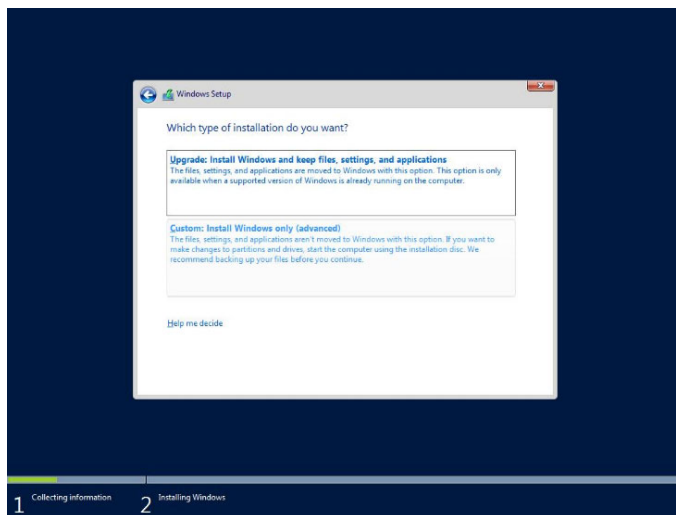 Windows Setup
Which type of installation do you want?
Upgrade: Install Windows and keep files, settings, and applications
The files, settings, and applications are moved to Windows with this option. This option is only
available when a supported version of Windows is already running on the computer.
Custom: Install Windows only (advanced)
The files, settings, and applications aren't moved to Windows with this option. If you want to
make changes to partitions and drives, start the computer using the installation disc. We
recommend backing up your files before you continue.
Help me decide
1 Collecting information 2 Installing Windows